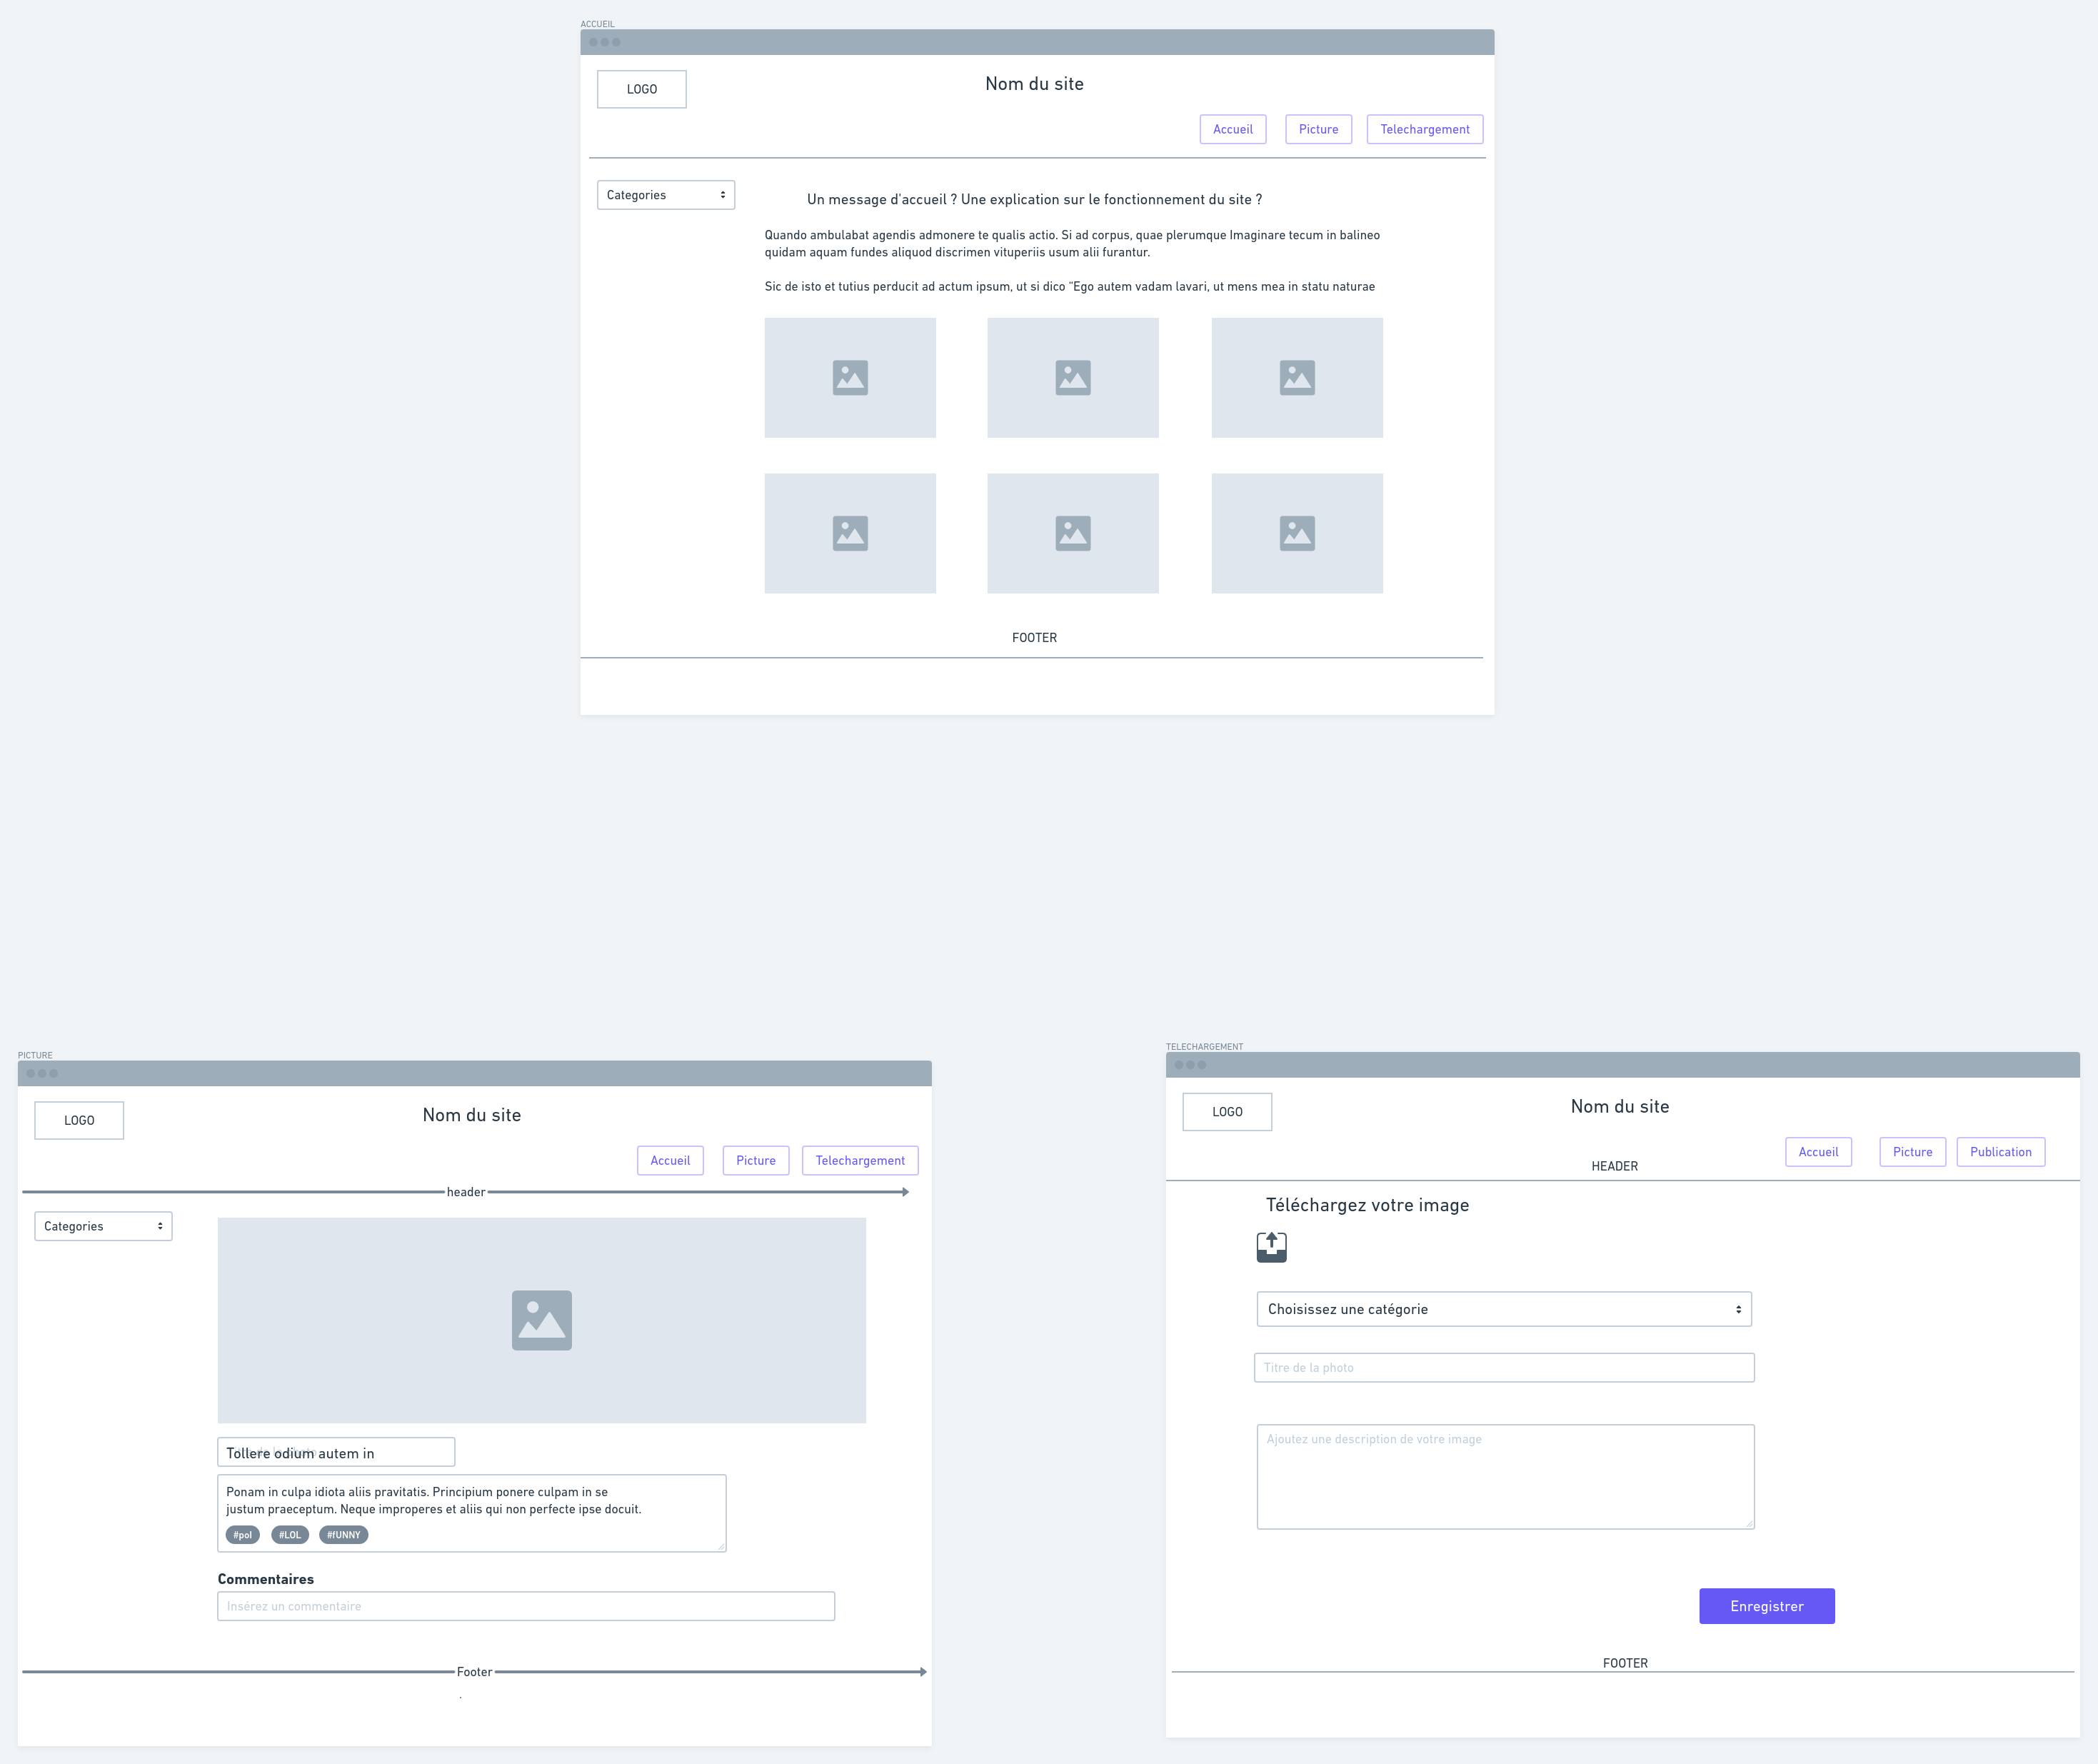 ACCUEIL
LOGO
Nom du site
Accueil
Picture
Telechargement
Categories
Un message d'accueil ? Une explication sur le fonctionnement du site ?
Quando ambulabat agendis admonere te qualis actio. Si ad corpus, quae plerumque Imaginare tecum in balineo
quidam aquam fundes aliquod discrimen vituperiis usum alii furantur.
Sic de isto et tutius perducit ad actum ipsum, ut si dico “Ego autem vadam lavari, ut mens mea in statu naturae
FOOTER
PICTURE
LOGO
Nom du site
Accueil
Picture
Telechargement
header
Categories
Tollere odium autem in
Ponam in culpa idiota aliis pravitatis. Principium ponere culpam in se
justum praeceptum. Neque improperes et aliis qui non perfecte ipse docuit.
#pol
#LOL
#fUNNY
Commentaires
Insérez un commentaire
Footer
.
TELECHARGEMENT
LOGO
Nom du site
Accueil
Picture
Publication
HEADER
Téléchargez votre image
Choisissez une catégorie
Titre de la photo
Ajoutez une description de votre image
Enregistrer
FOOTER